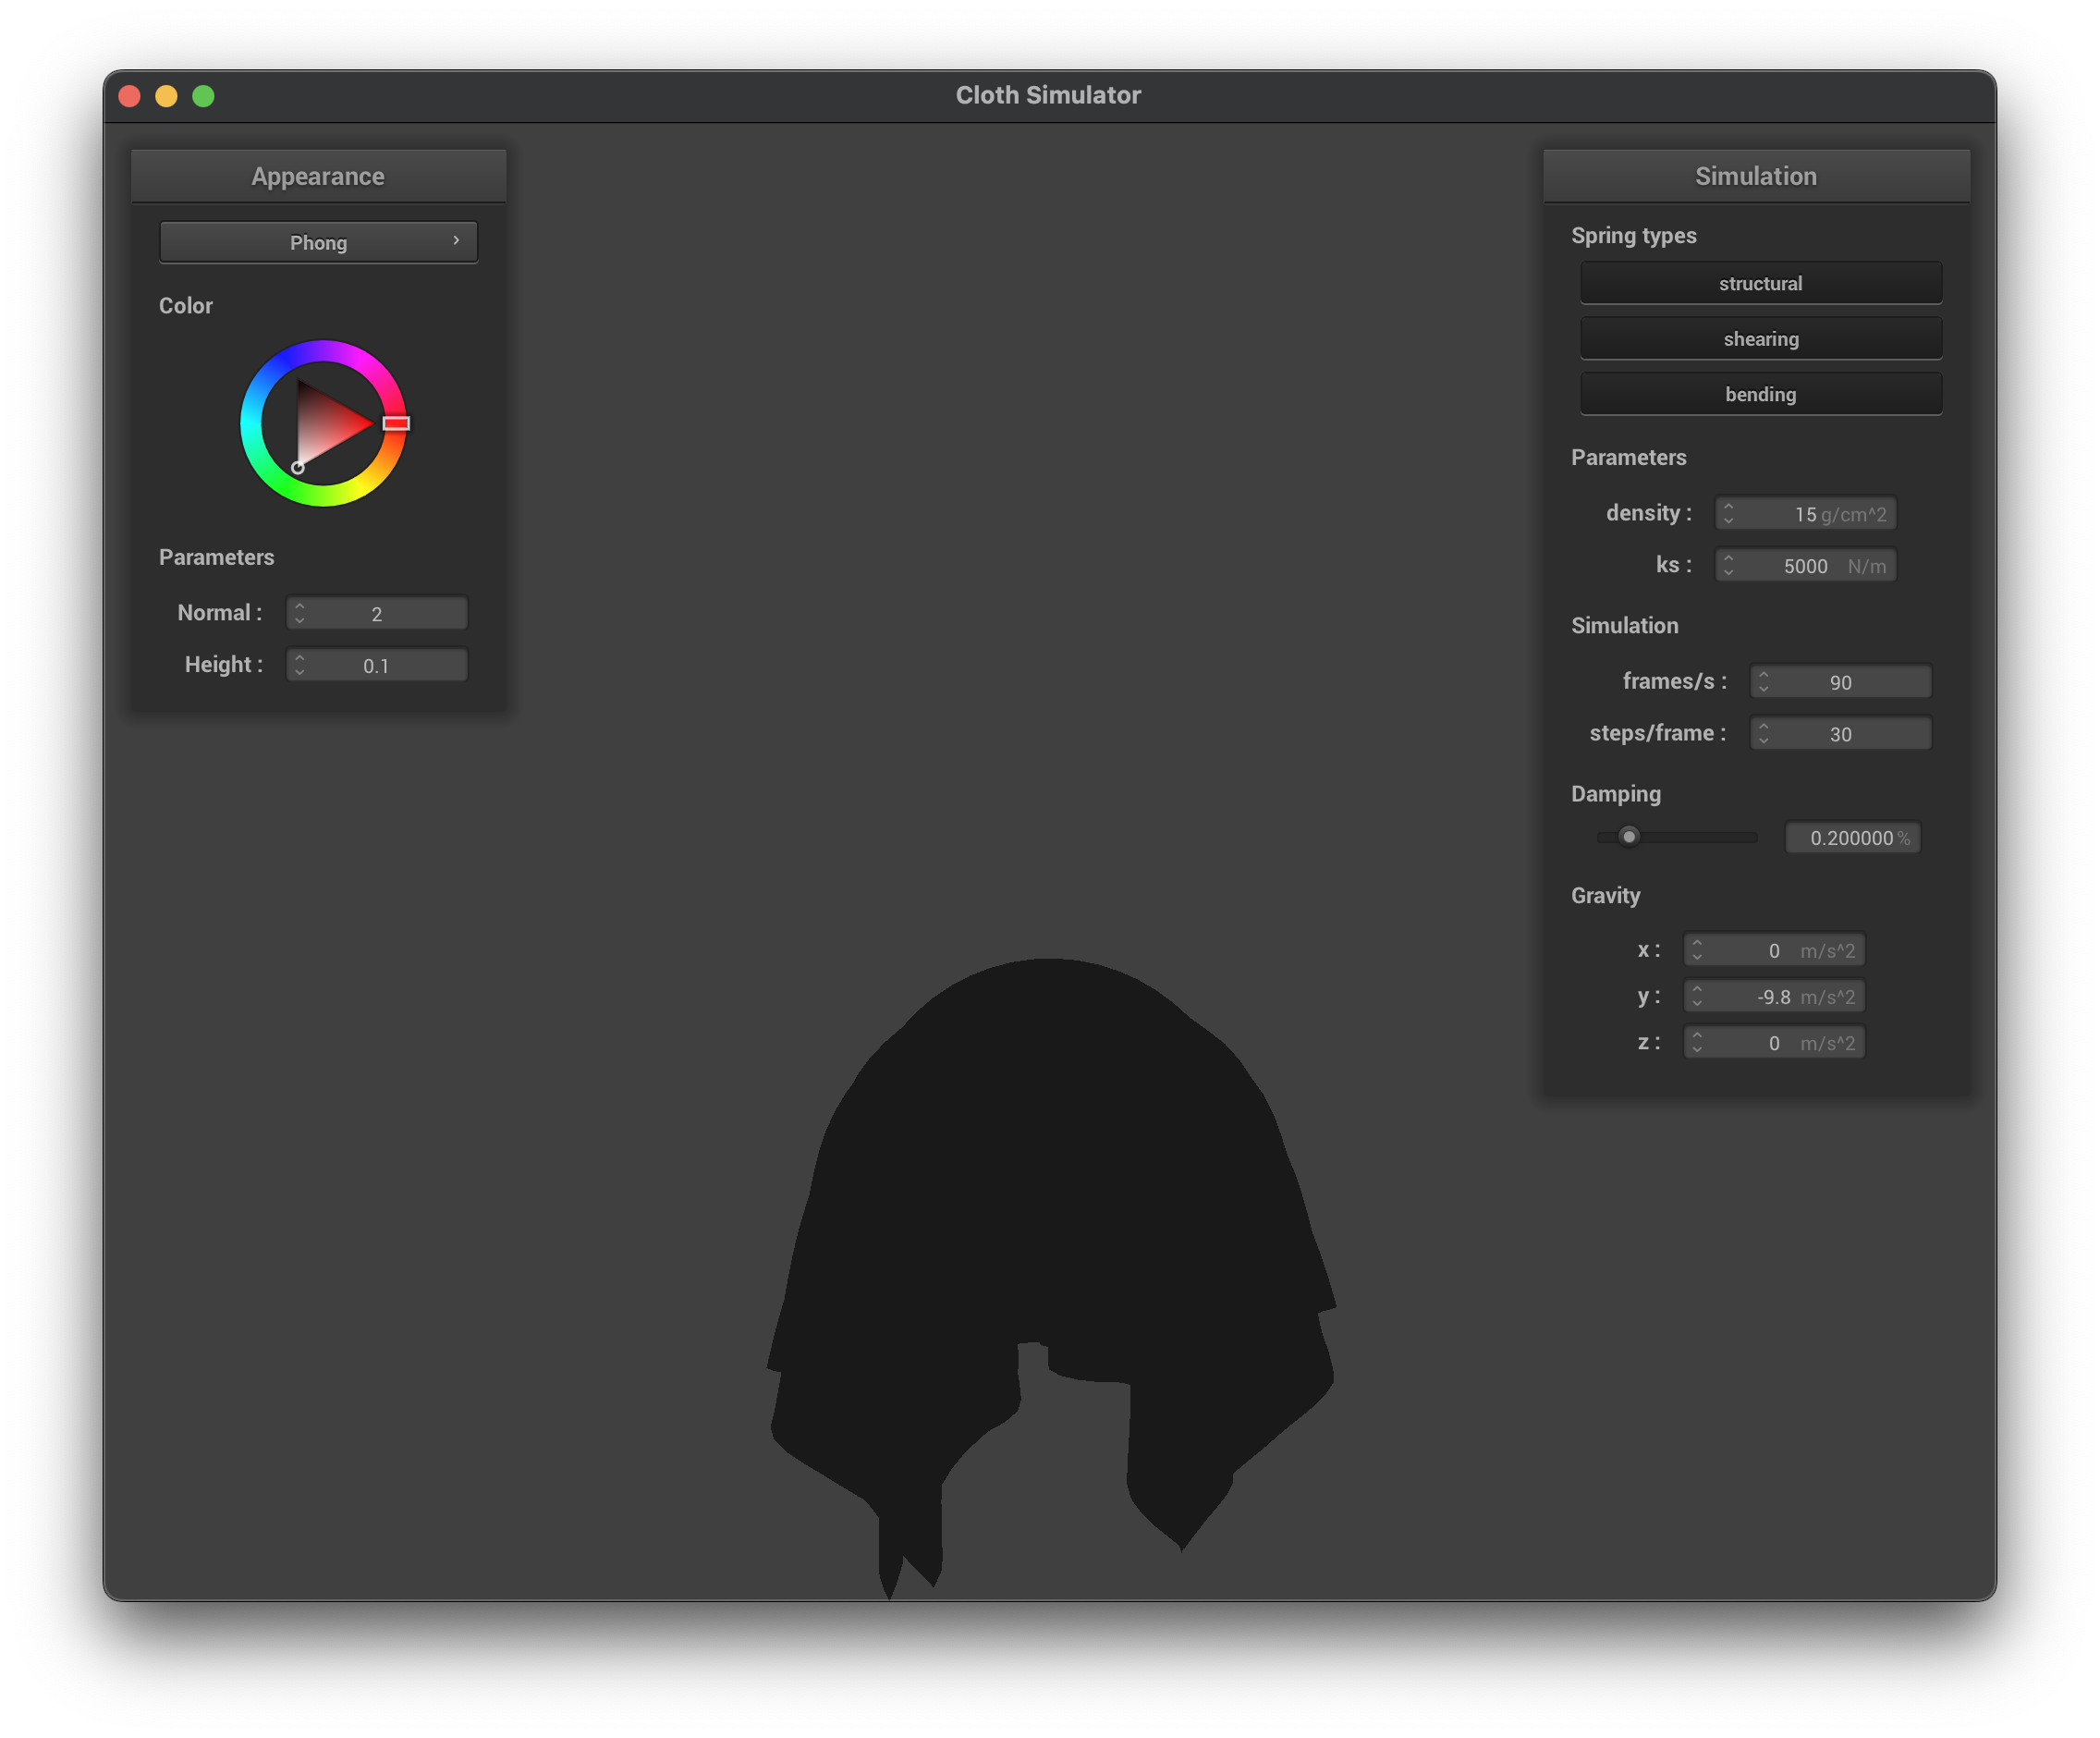 Cloth Simulator
Appearance
Phong
Color
Parameters
Normal : 2
Height : 0.1
Simulation
Spring types
structural
shearing
bending
Parameters
density : 15 g/cm^2
ks : 5000 N/m
Simulation
frames/s : 90
steps/frame : 30
Damping
0.200000 %
Gravity
x : 0 m/s^2
y : -9.8 m/s^2
z : 0 m/s^2